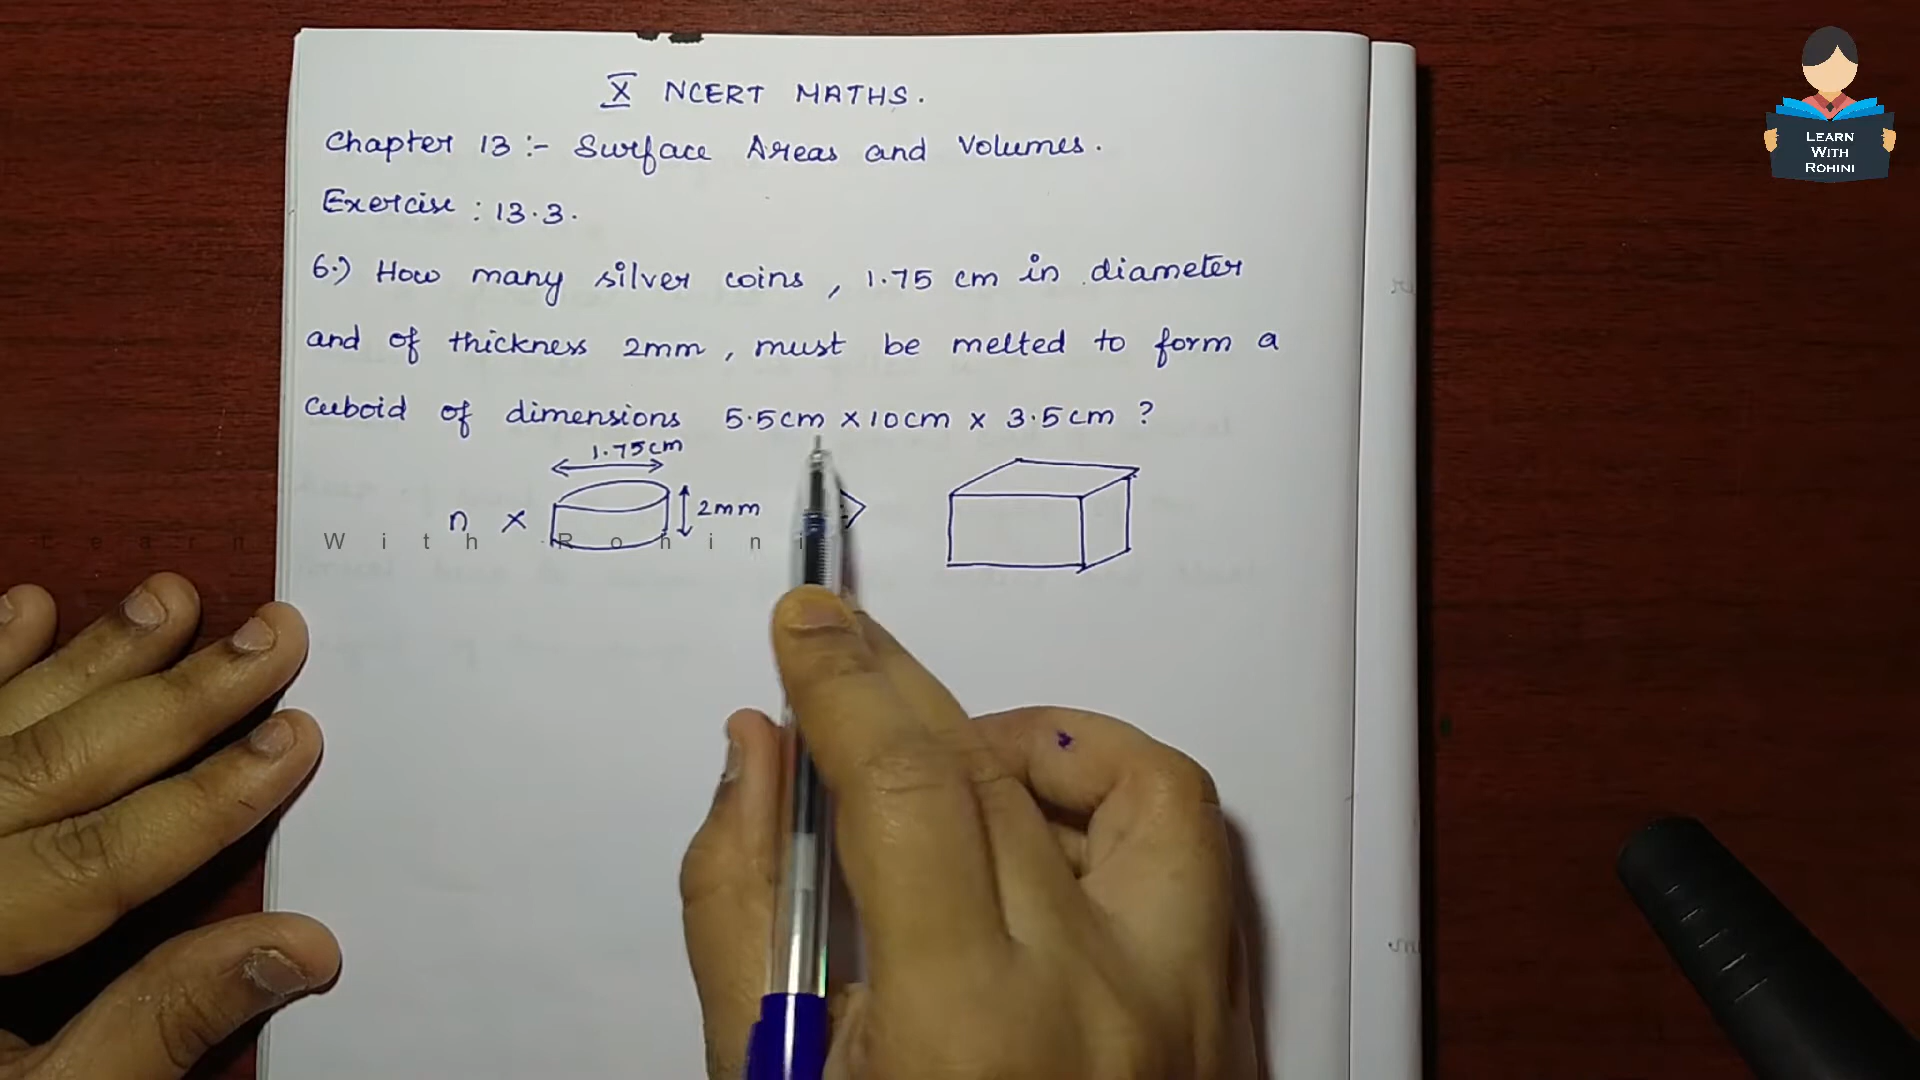 X NCERT MATHS.
Chapter 13 :- Surface Areas and Volumes.
Exercise : 13.3.
6.) How many silver coins, 1.75 cm in diameter
and of thickness 2mm, must be melted to form a
cuboid of dimensions 5.5cm x 10cm x 3.5cm ?
1.75cm
n x 2mm
Learn With Rohini
LEARN
WITH
ROHINI